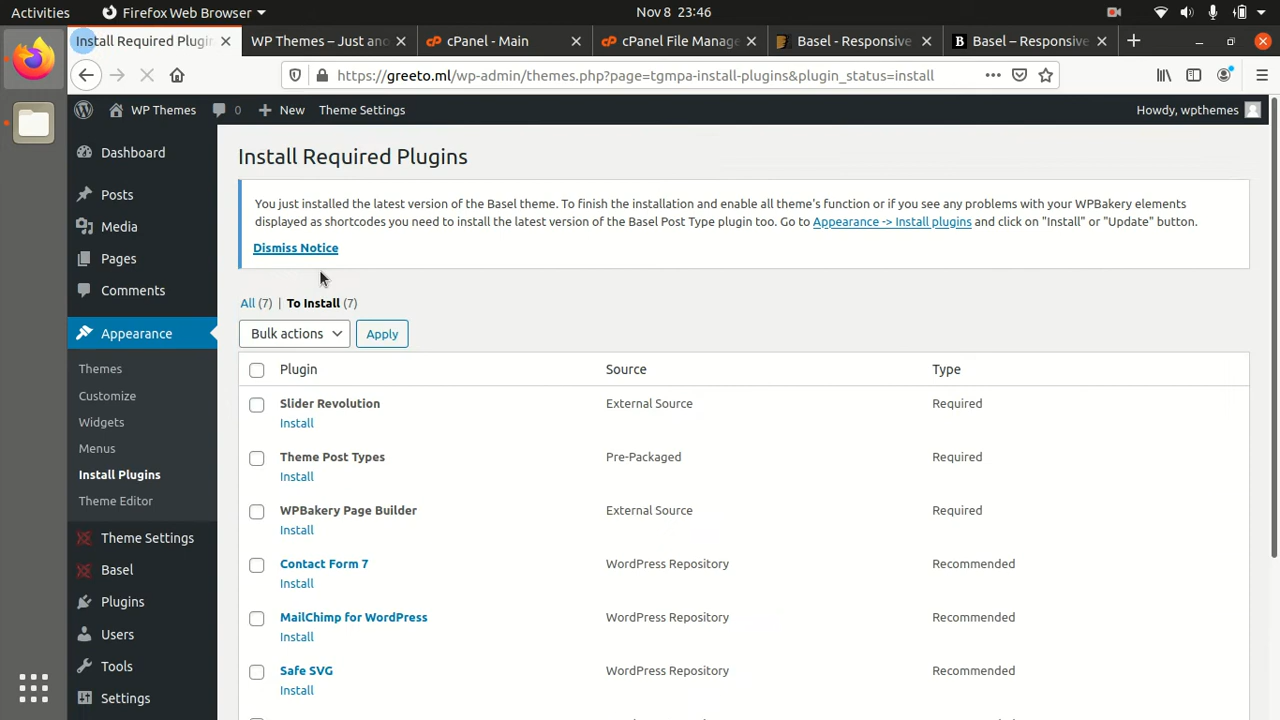 Activities
Firefox Web Browser
Nov 8 23:46
Install Required Plugin
WP Themes – Just an
cPanel - Main
cPanel File Manage
Basel - Responsive
Basel – Responsive
https://greeto.ml/wp-admin/themes.php?page=tgmpa-install-plugins&plugin_status=install
WP Themes
0
New
Theme Settings
Howdy, wpthemes
Dashboard
Posts
Media
Pages
Comments
Appearance
Themes
Customize
Widgets
Menus
Install Plugins
Theme Editor
Theme Settings
Basel
Plugins
Users
Tools
Settings
Install Required Plugins
You just installed the latest version of the Basel theme. To finish the installation and enable all theme's function or if you see any problems with your WPBakery elements
displayed as shortcodes you need to install the latest version of the Basel Post Type plugin too. Go to Appearance -> Install plugins and click on "Install" or "Update" button.
Dismiss Notice
All (7) | To Install (7)
Bulk actions
Apply
Plugin Source Type
Slider Revolution External Source Required
Install
Theme Post Types Pre-Packaged Required
Install
WPBakery Page Builder External Source Required
Install
Contact Form 7 WordPress Repository Recommended
Install
MailChimp for WordPress WordPress Repository Recommended
Install
Safe SVG WordPress Repository Recommended
Install